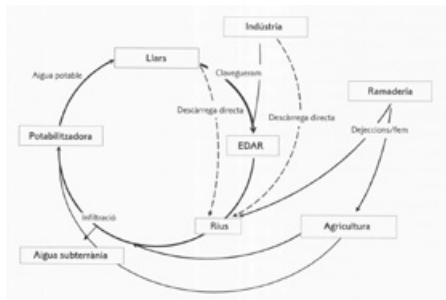 Indústria
Llars
Clavegueram
Aigua potable
Ramaderia
Descàrrega directa
Descàrrega directa
Dejeccions/fem
Potabilitzadora
EDAR
Infiltració
Rius
Agricultura
Aigua subterrània